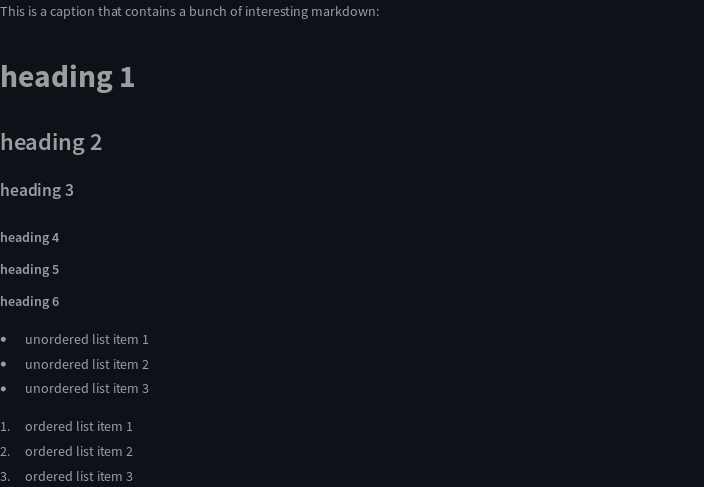 This is a caption that contains a bunch of interesting markdown:
heading 1
heading 2
heading 3
heading 4
heading 5
heading 6
• unordered list item 1
• unordered list item 2
• unordered list item 3
1. ordered list item 1
2. ordered list item 2
3. ordered list item 3